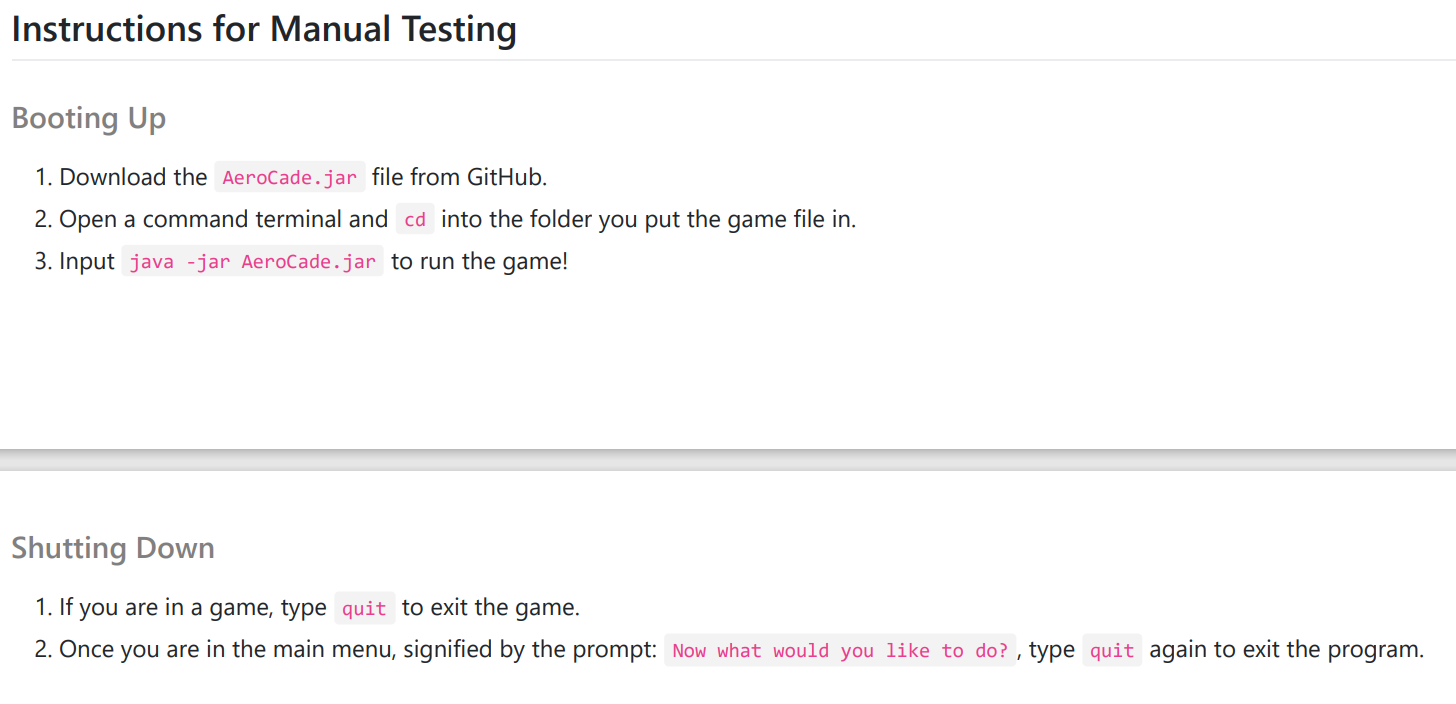 Instructions for Manual Testing
Booting Up
1. Download the AeroCade.jar file from GitHub.
2. Open a command terminal and cd into the folder you put the game file in.
3. Input java -jar AeroCade.jar to run the game!
Shutting Down
1. If you are in a game, type quit to exit the game.
2. Once you are in the main menu, signified by the prompt: Now what would you like to do? , type quit again to exit the program.